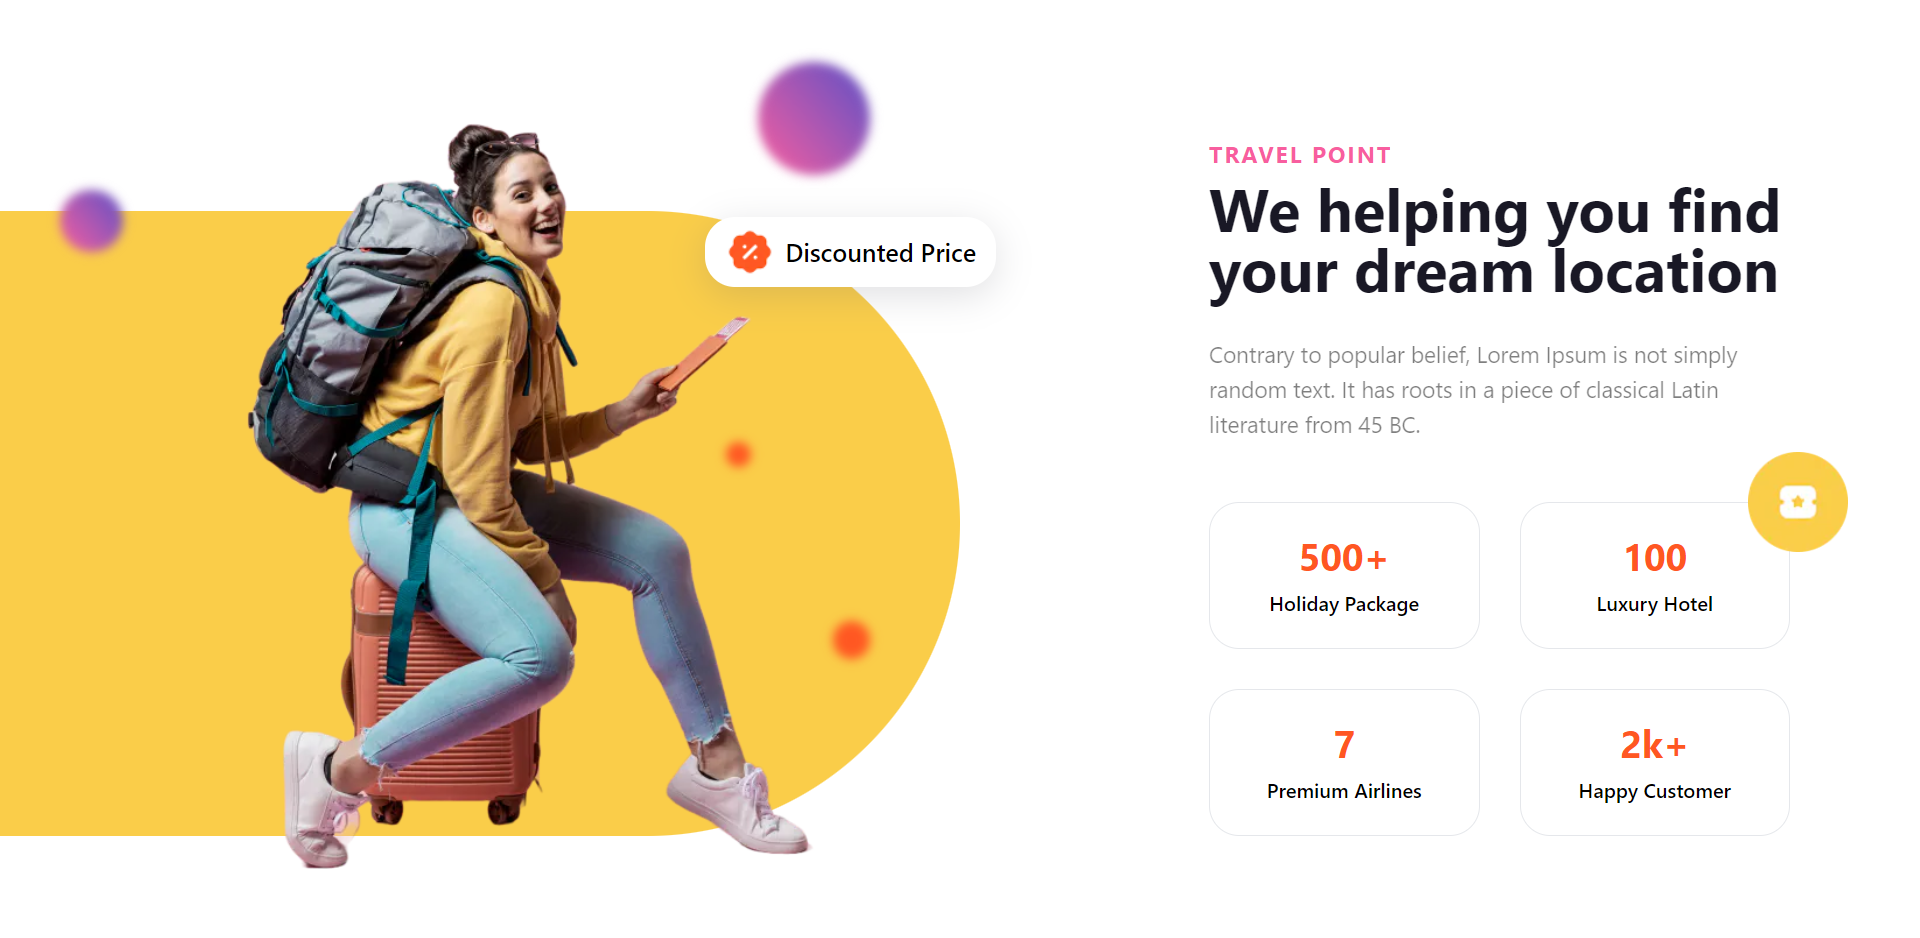 Discounted Price
TRAVEL POINT
We helping you find
your dream location
Contrary to popular belief, Lorem Ipsum is not simply
random text. It has roots in a piece of classical Latin
literature from 45 BC.
500+
Holiday Package
100
Luxury Hotel
7
Premium Airlines
2k+
Happy Customer